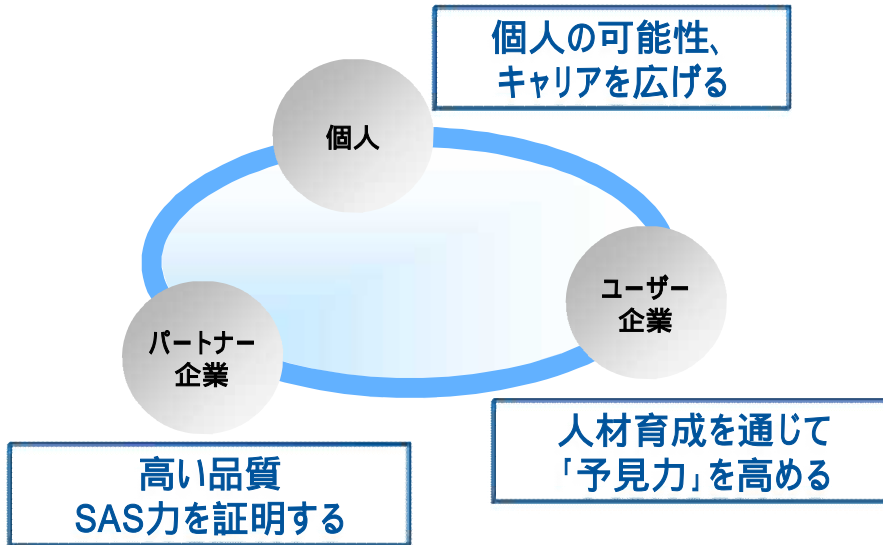 個人の可能性、
キャリアを広げる
個人
ユーザー
企業
パートナー
企業
人材育成を通じて
「予見力」を高める
高い品質
SAS力を証明する